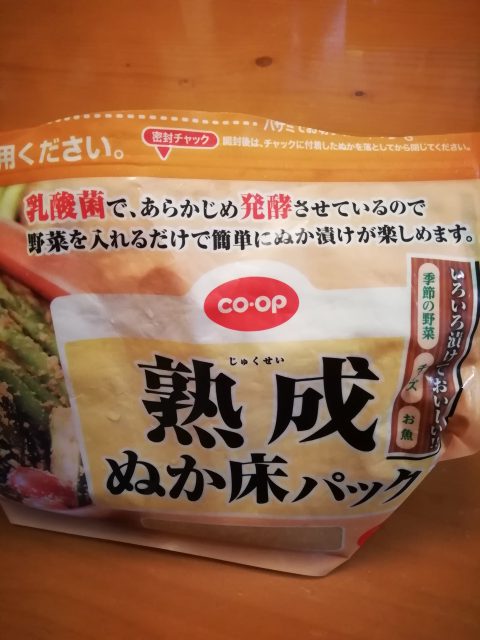 用ください。
密封チャック
開封後は、チャックに付着したぬかを落としてから閉じてください。
乳酸菌で、あらかじめ発酵させているので
野菜を入れるだけで簡単にぬか漬けが楽しめます。
CO·OP
いろいろ漬けておいしい!!
季節の野菜
チーズ
お魚
じゅくせい
熟成
ぬか床パック